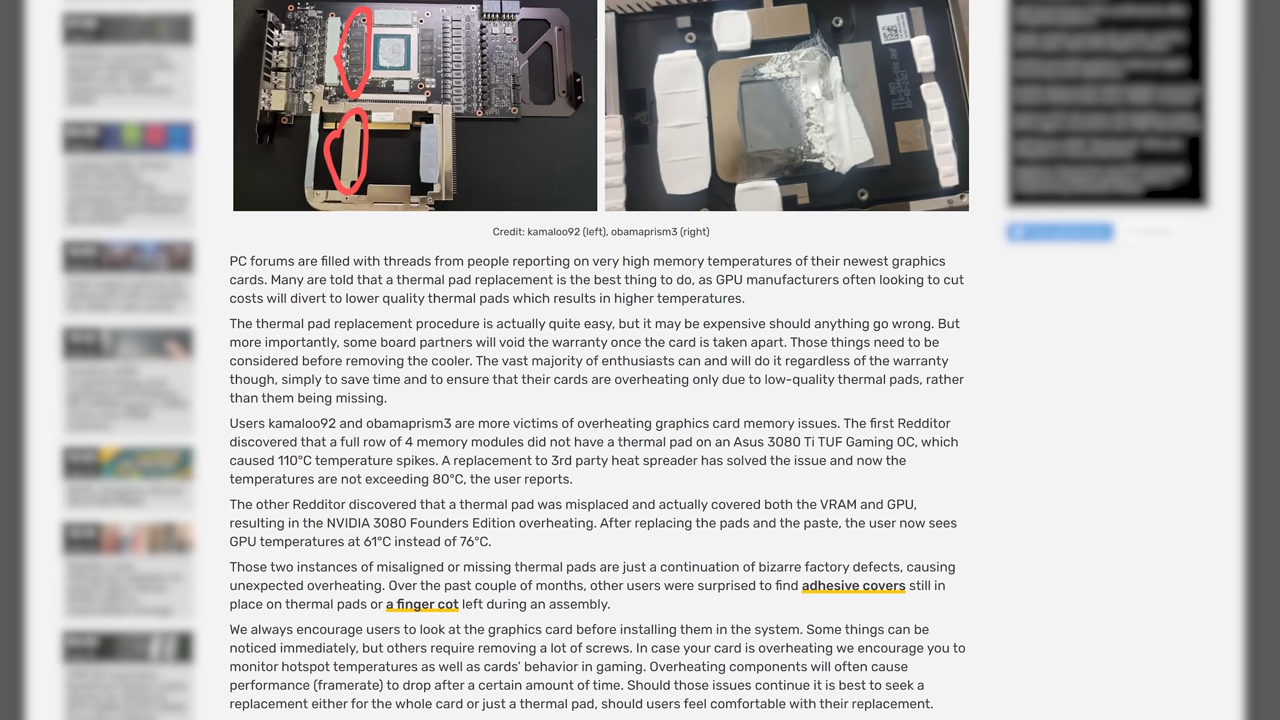 Credit: kamaloo92 (left), obamaprism3 (right)
PC forums are filled with threads from people reporting on very high memory temperatures of their newest graphics
cards. Many are told that a thermal pad replacement is the best thing to do, as GPU manufacturers often looking to cut
costs will divert to lower quality thermal pads which results in higher temperatures.
The thermal pad replacement procedure is actually quite easy, but it may be expensive should anything go wrong. But
more importantly, some board partners will void the warranty once the card is taken apart. Those things need to be
considered before removing the cooler. The vast majority of enthusiasts can and will do it regardless of the warranty
though, simply to save time and to ensure that their cards are overheating only due to low-quality thermal pads, rather
than them being missing.
Users kamaloo92 and obamaprism3 are more victims of overheating graphics card memory issues. The first Redditor
discovered that a full row of 4 memory modules did not have a thermal pad on an Asus 3080 Ti TUF Gaming OC, which
caused 110°C temperature spikes. A replacement to 3rd party heat spreader has solved the issue and now the
temperatures are not exceeding 80°C, the user reports.
The other Redditor discovered that a thermal pad was misplaced and actually covered both the VRAM and GPU,
resulting in the NVIDIA 3080 Founders Edition overheating. After replacing the pads and the paste, the user now sees
GPU temperatures at 61°C instead of 76°C.
Those two instances of misaligned or missing thermal pads are just a continuation of bizarre factory defects, causing
unexpected overheating. Over the past couple of months, other users were surprised to find adhesive covers still in
place on thermal pads or a finger cot left during an assembly.
We always encourage users to look at the graphics card before installing them in the system. Some things can be
noticed immediately, but others require removing a lot of screws. In case your card is overheating we encourage you to
monitor hotspot temperatures as well as cards’ behavior in gaming. Overheating components will often cause
performance (framerate) to drop after a certain amount of time. Should those issues continue it is best to seek a
replacement either for the whole card or just a thermal pad, should users feel comfortable with their replacement.